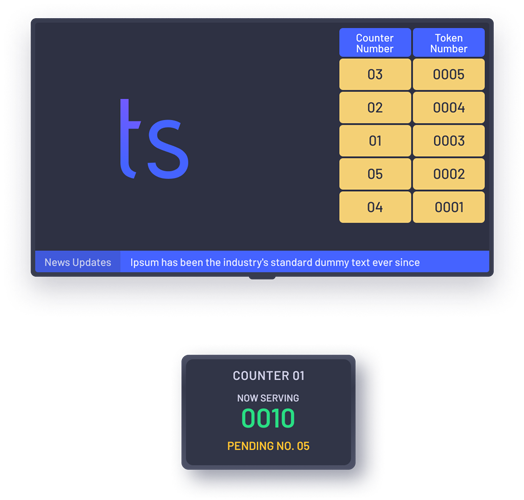 Counter Token
Number Number
03 0005
02 0004
ts
01 0003
05 0002
04 0001
News Updates Ipsum has been the industry's standard dummy text ever since
COUNTER 01
NOW SERVING
0010
PENDING NO. 05